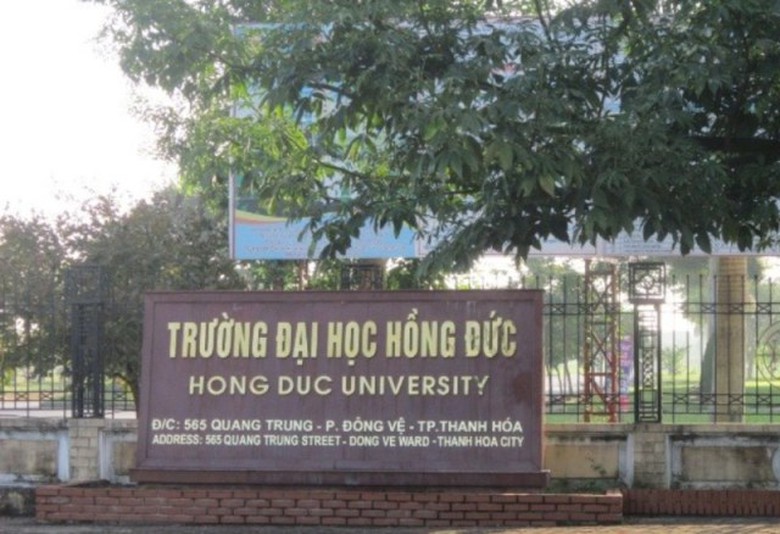 TRƯỜNG ĐẠI HỌC HỒNG ĐỨC
HONG DUC UNIVERSITY
Đ/C: 565 QUANG TRUNG - P. ĐÔNG VỆ - TP.THANH HÓA
ADDRESS: 565 QUANG TRUNG STREET - DONG VE WARD - THANH HOA CITY